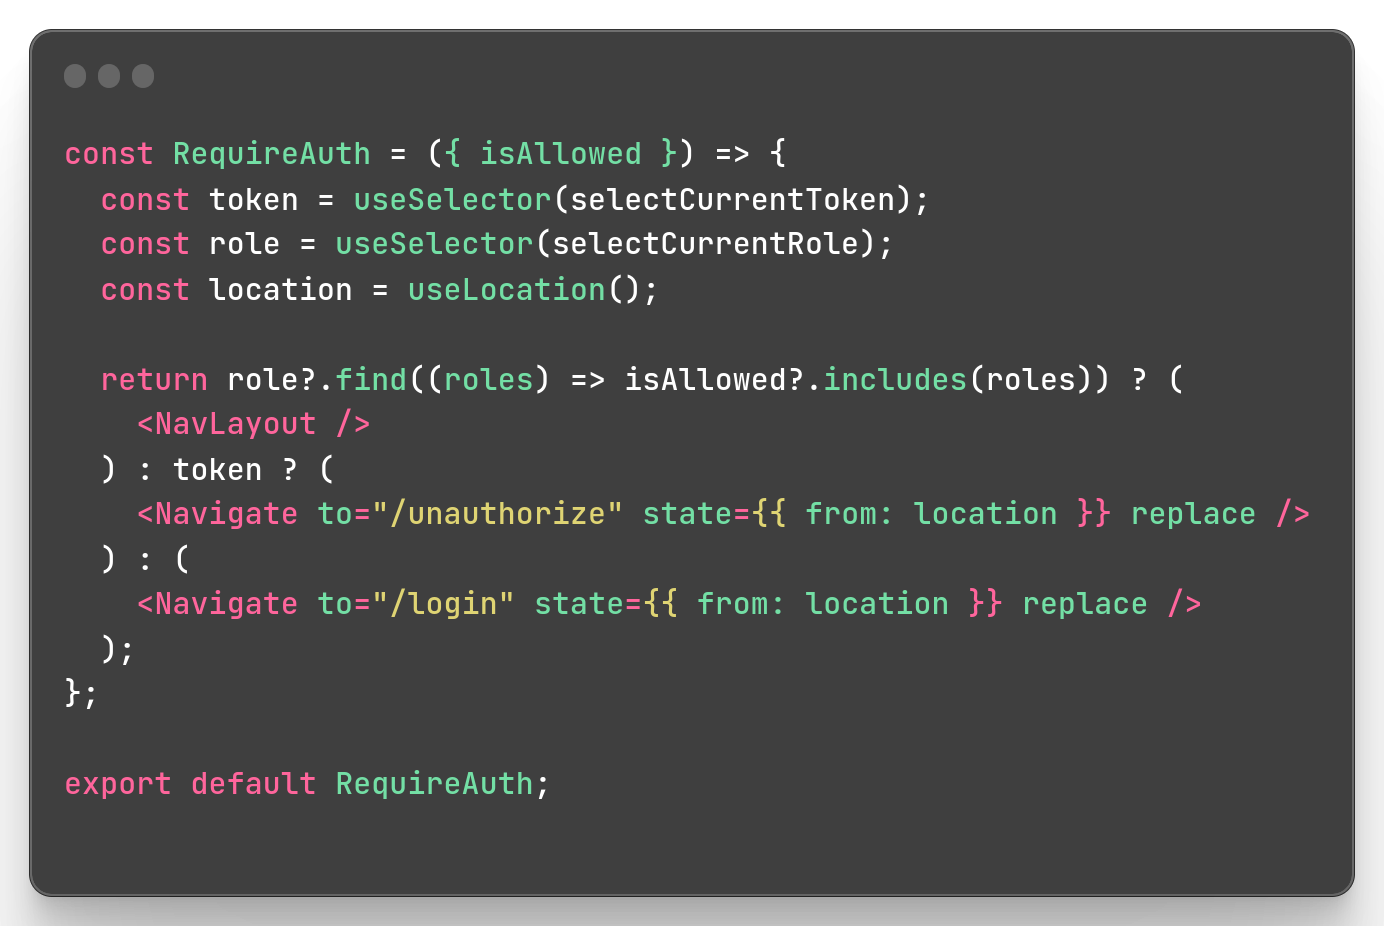 const RequireAuth = ({ isAllowed }) => {
  const token = useSelector(selectCurrentToken);
  const role = useSelector(selectCurrentRole);
  const location = useLocation();

  return role?.find((roles) => isAllowed?.includes(roles)) ? (
    <NavLayout />
  ) : token ? (
    <Navigate to="/unauthorize" state={{ from: location }} replace />
  ) : (
    <Navigate to="/login" state={{ from: location }} replace />
  );
};

export default RequireAuth;